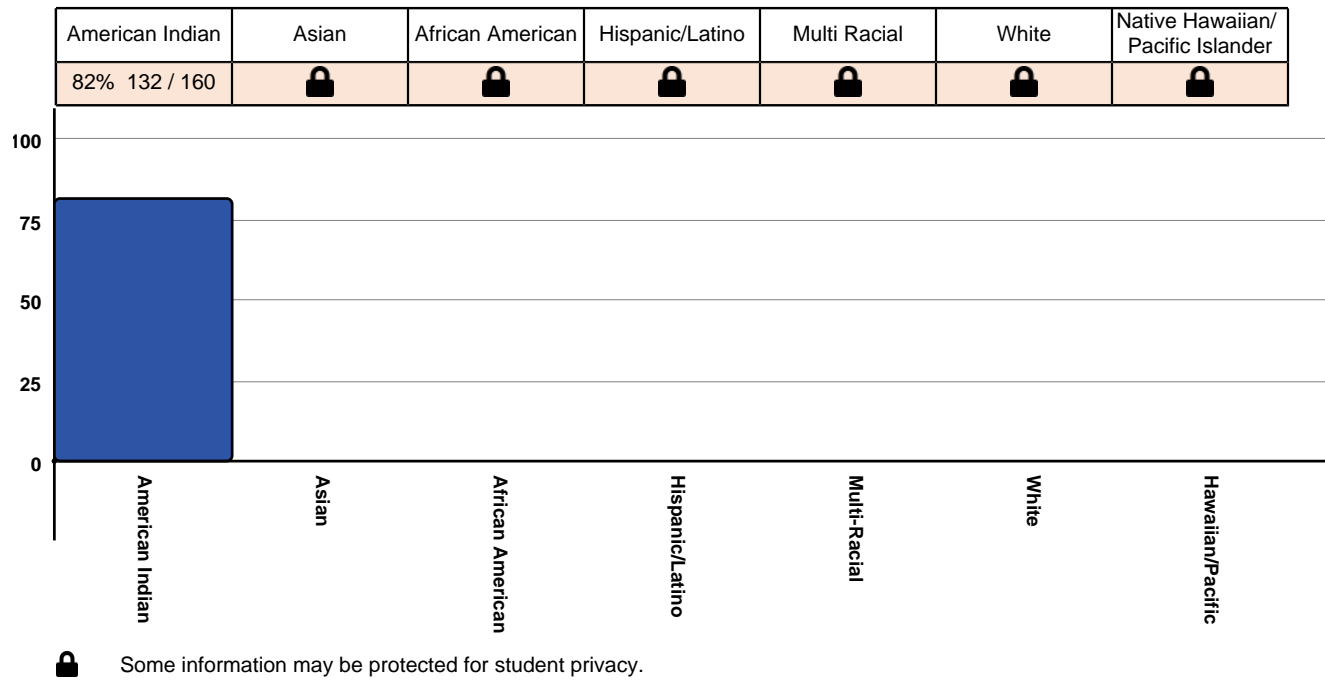 American Indian Asian African American Hispanic/Latino Multi Racial White Native Hawaiian/
Pacific Islander
82% 132 / 160
100
75
50
25
0
American Indian
Asian
African American
Hispanic/Latino
Multi-Racial
White
Hawaiian/Pacific
Some information may be protected for student privacy.